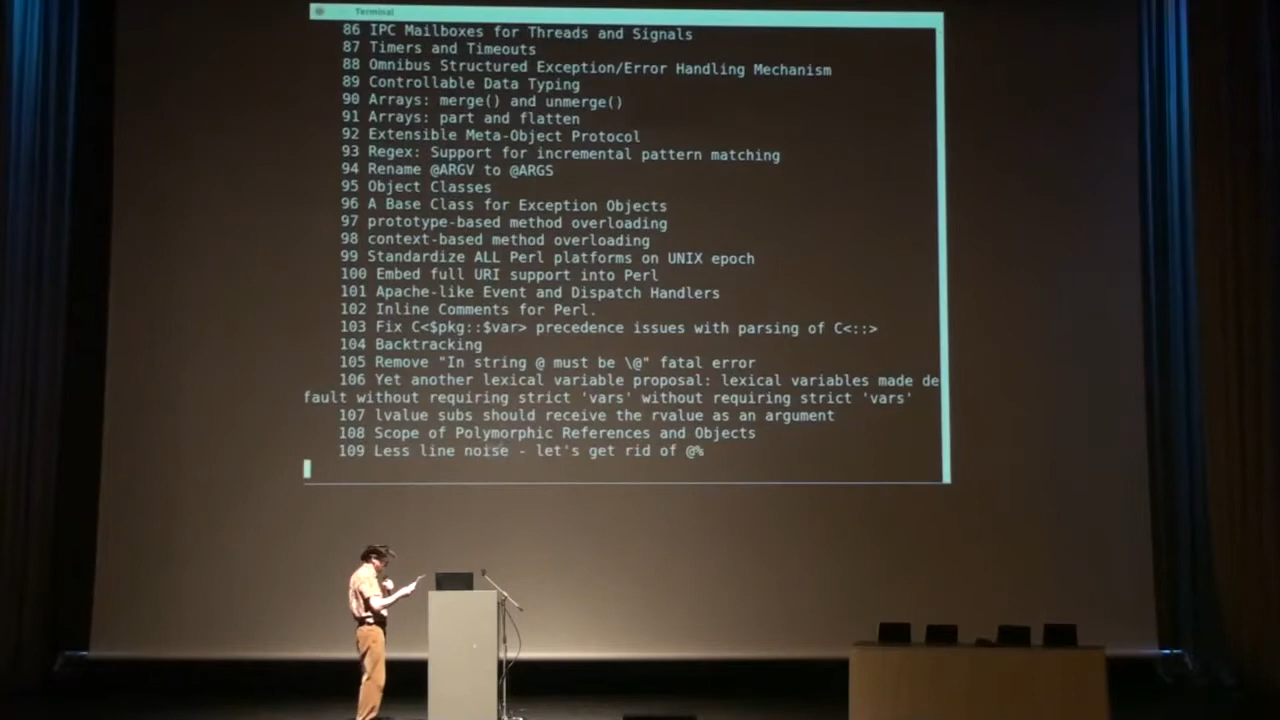 Terminal
86 IPC Mailboxes for Threads and Signals
87 Timers and Timeouts
88 Omnibus Structured Exception/Error Handling Mechanism
89 Controllable Data Typing
90 Arrays: merge() and unmerge()
91 Arrays: part and flatten
92 Extensible Meta-Object Protocol
93 Regex: Support for incremental pattern matching
94 Rename @ARGV to @ARGS
95 Object Classes
96 A Base Class for Exception Objects
97 prototype-based method overloading
98 context-based method overloading
99 Standardize ALL Perl platforms on UNIX epoch
100 Embed full URI support into Perl
101 Apache-like Event and Dispatch Handlers
102 Inline Comments for Perl.
103 Fix C<$pkg::$var> precedence issues with parsing of C<::>
104 Backtracking
105 Remove "In string @ must be \@" fatal error
106 Yet another lexical variable proposal: lexical variables made de
fault without requiring strict 'vars' without requiring strict 'vars'
107 lvalue subs should receive the rvalue as an argument
108 Scope of Polymorphic References and Objects
109 Less line noise - let's get rid of @%